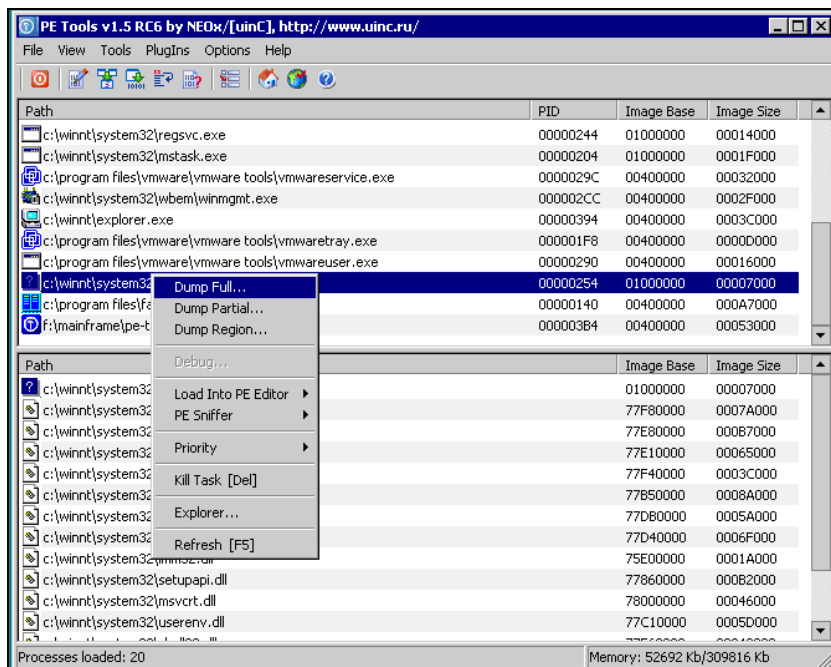 PE Tools v1.5 RC6 by NEOx/[uinC], http://www.uinc.ru/
File View Tools PlugIns Options Help
Path PID Image Base Image Size
c:\winnt\system32\regsvc.exe 00000244 01000000 00014000
c:\winnt\system32\mstask.exe 00000204 01000000 0001F000
c:\program files\vmware\vmware tools\vmwareservice.exe 0000029C 00400000 00032000
c:\winnt\system32\wbem\winmgmt.exe 000002CC 00400000 0002F000
c:\winnt\explorer.exe 00000394 00400000 0003C000
c:\program files\vmware\vmware tools\vmwaretray.exe 000001F8 00400000 0000D000
c:\program files\vmware\vmware tools\vmwareuser.exe 00000290 00400000 00016000
c:\winnt\system32 00000254 01000000 00007000
c:\program files\fa 00000140 00400000 000A7000
f:\mainframe\pe-t 000003B4 00400000 00053000
Dump Full...
Dump Partial...
Dump Region...
Debug...
Load Into PE Editor
PE Sniffer
Priority
Kill Task [Del]
Explorer...
Refresh [F5]
Path Image Base Image Size
c:\winnt\system32 01000000 00007000
c:\winnt\system32 77F80000 0007A000
c:\winnt\system32 77E80000 000B7000
c:\winnt\system32 77E10000 00065000
c:\winnt\system32 77F40000 0003C000
c:\winnt\system32 77B50000 0008A000
c:\winnt\system32 77DB0000 0005A000
c:\winnt\system32 77D40000 0006F000
c:\winnt\system32\imm32.dll 75E00000 0001A000
c:\winnt\system32\setupapi.dll 77860000 000B2000
c:\winnt\system32\msvcrt.dll 78000000 00046000
c:\winnt\system32\userenv.dll 77C10000 0005D000
Processes loaded: 20 Memory: 52692 Kb/309816 Kb